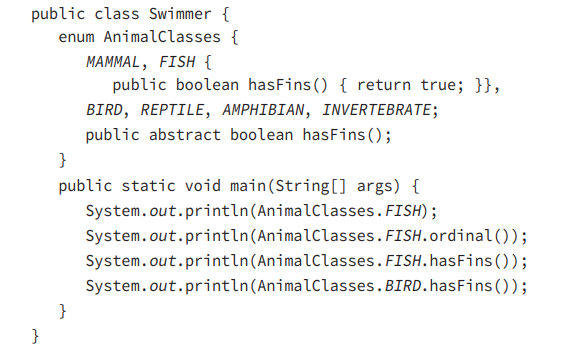 public class Swimmer {
   enum AnimalClasses {
      MAMMAL, FISH {
         public boolean hasFins() { return true; }},
      BIRD, REPTILE, AMPHIBIAN, INVERTEBRATE;
      public abstract boolean hasFins();
   }
   public static void main(String[] args) {
      System.out.println(AnimalClasses.FISH);
      System.out.println(AnimalClasses.FISH.ordinal());
      System.out.println(AnimalClasses.FISH.hasFins());
      System.out.println(AnimalClasses.BIRD.hasFins());
   }
}